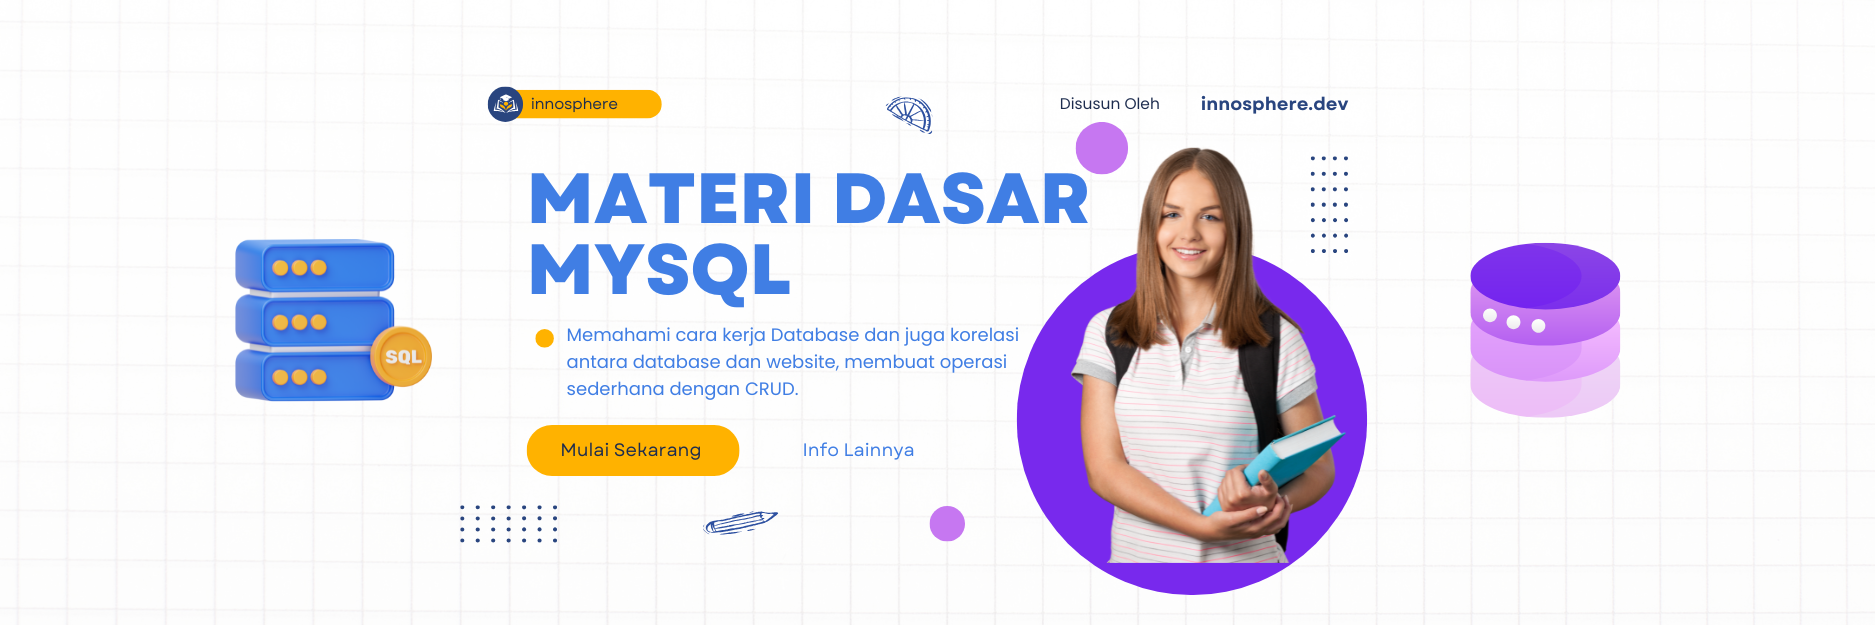 innosphere
Disusun Oleh
innosphere.dev
MATERI DASAR
MYSQL
Memahami cara kerja Database dan juga korelasi
antara database dan website, membuat operasi
sederhana dengan CRUD.
SQL
Mulai Sekarang
Info Lainnya